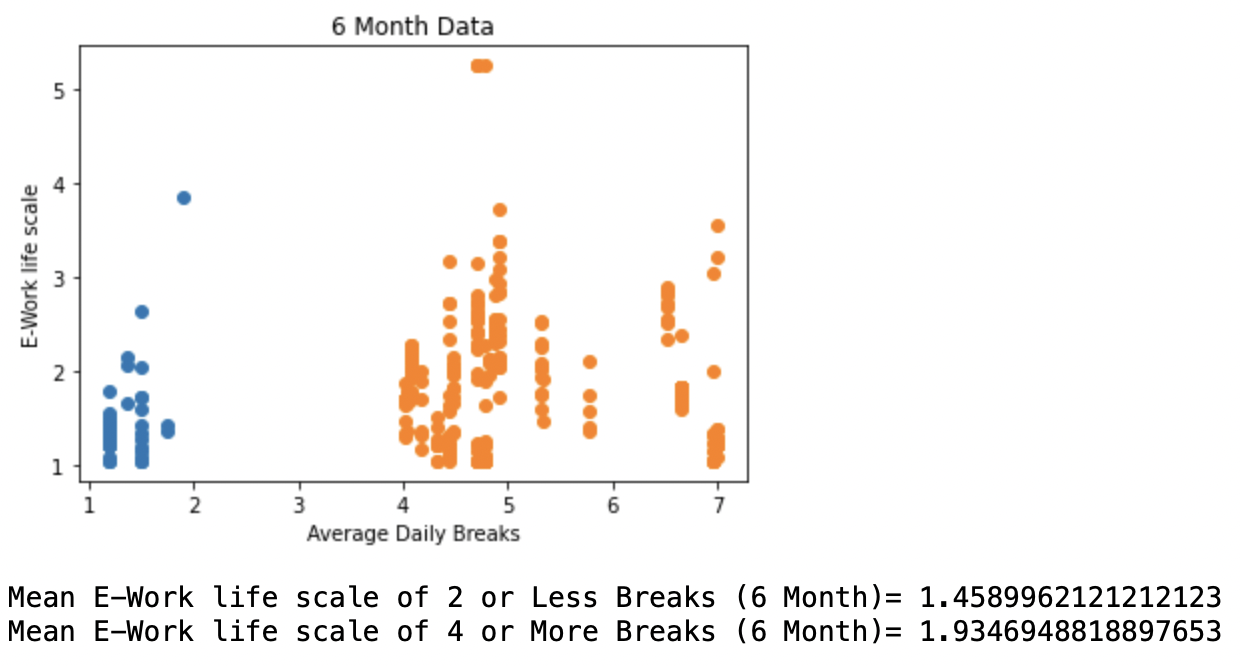 6 Month Data
5
4
3
2
1
E-Work life scale
1 2 3 4 5 6 7
Average Daily Breaks
Mean E-Work life scale of 2 or Less Breaks (6 Month)= 1.4589962121212123
Mean E-Work life scale of 4 or More Breaks (6 Month)= 1.9346948818897653